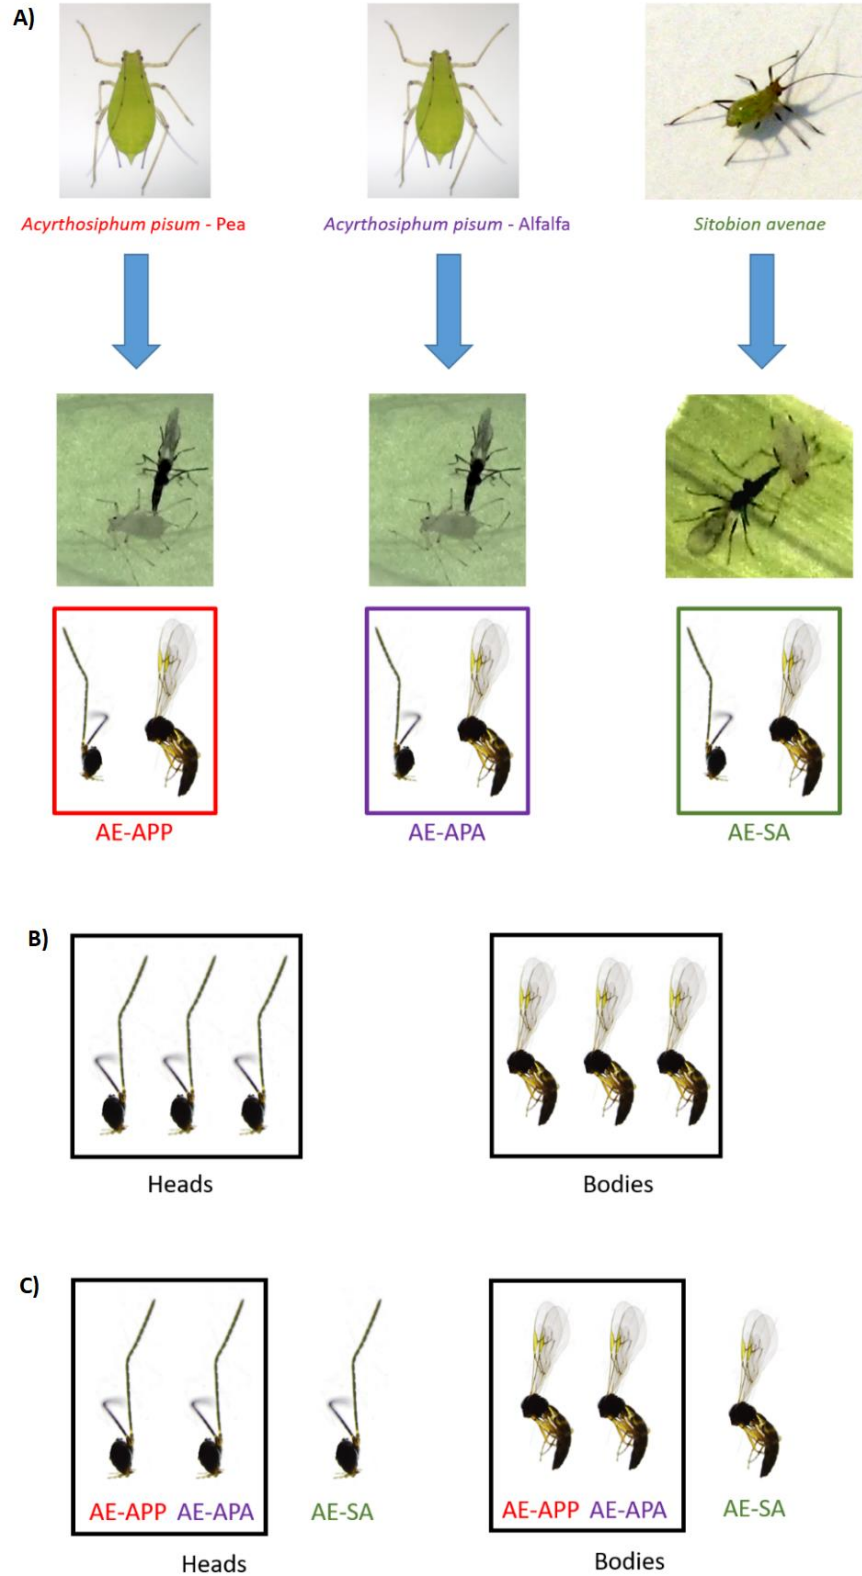 A)
Acyrthosiphum pisum - Pea
Acyrthosiphum pisum - Alfalfa
Sitobion avenae
AE-APP
AE-APA
AE-SA
B)
Heads
Bodies
C)
AE-APP AE-APA AE-SA
AE-APP AE-APA AE-SA
Heads
Bodies